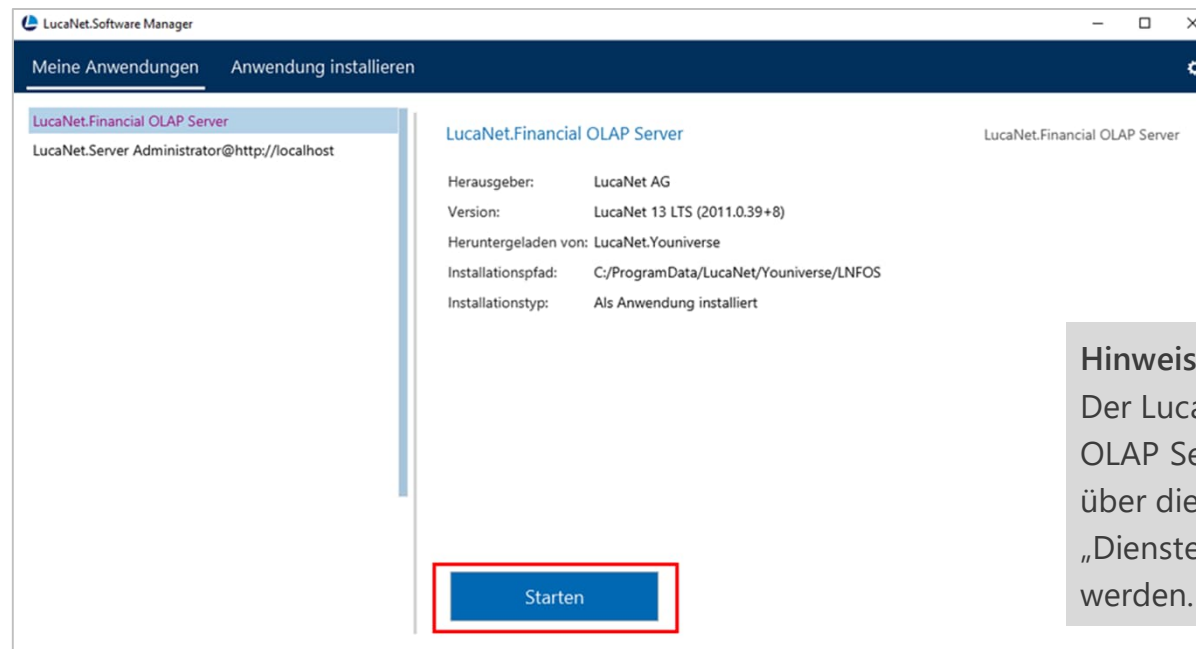 LucaNet.Software Manager
Meine Anwendungen Anwendung installieren
LucaNet.Financial OLAP Server
LucaNet.Server Administrator@http://localhost
LucaNet.Financial OLAP Server LucaNet.Financial OLAP Server
Herausgeber: LucaNet AG
Version: LucaNet 13 LTS (2011.0.39+8)
Heruntergeladen von: LucaNet.Youniverse
Installationspfad: C:/ProgramData/LucaNet/Youniverse/LNFOS
Installationstyp: Als Anwendung installiert
Starten
Hinweis
Der
OLAP
über die
„Dienste
werden.